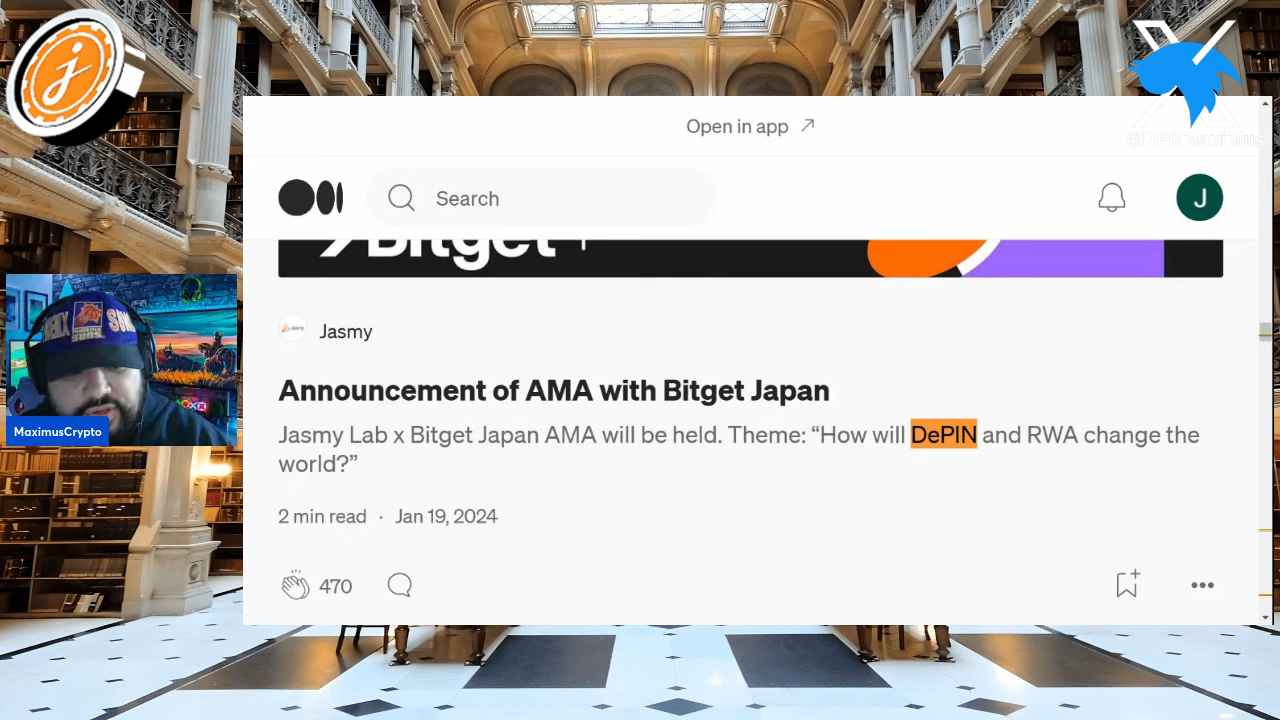 Open in app
@DPGmaximus
Search
J
Bitget
Jasmy
Announcement of AMA with Bitget Japan
Jasmy Lab x Bitget Japan AMA will be held. Theme: “How will DePIN and RWA change the
world?”
2 min read · Jan 19, 2024
470
SUNS
MaximusCrypto